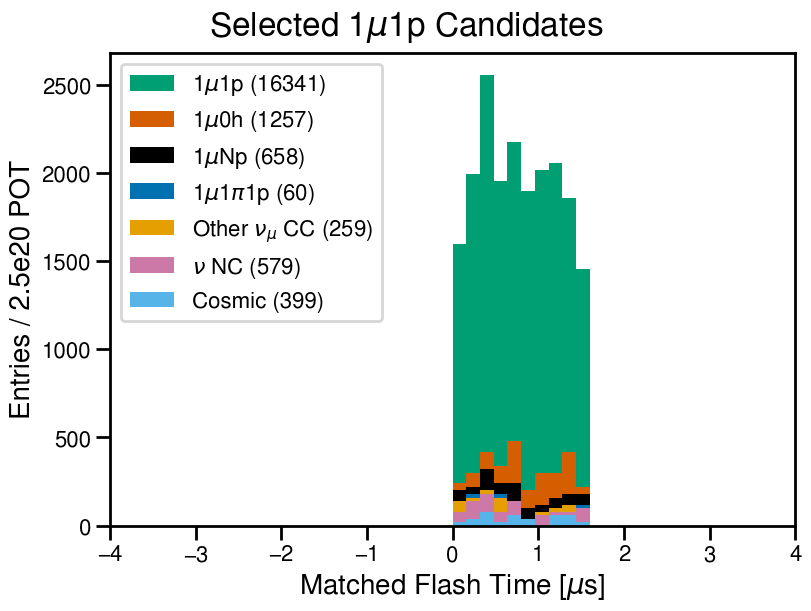 Selected 1μ1p Candidates
Entries / 2.5e20 POT
2500
2000
1500
1000
500
0
1μ1p (16341)
1μ0h (1257)
1μNp (658)
1μ1π1p (60)
Other νμ CC (259)
ν NC (579)
Cosmic (399)
−4 −3 −2 −1 0 1 2 3 4
Matched Flash Time [μs]